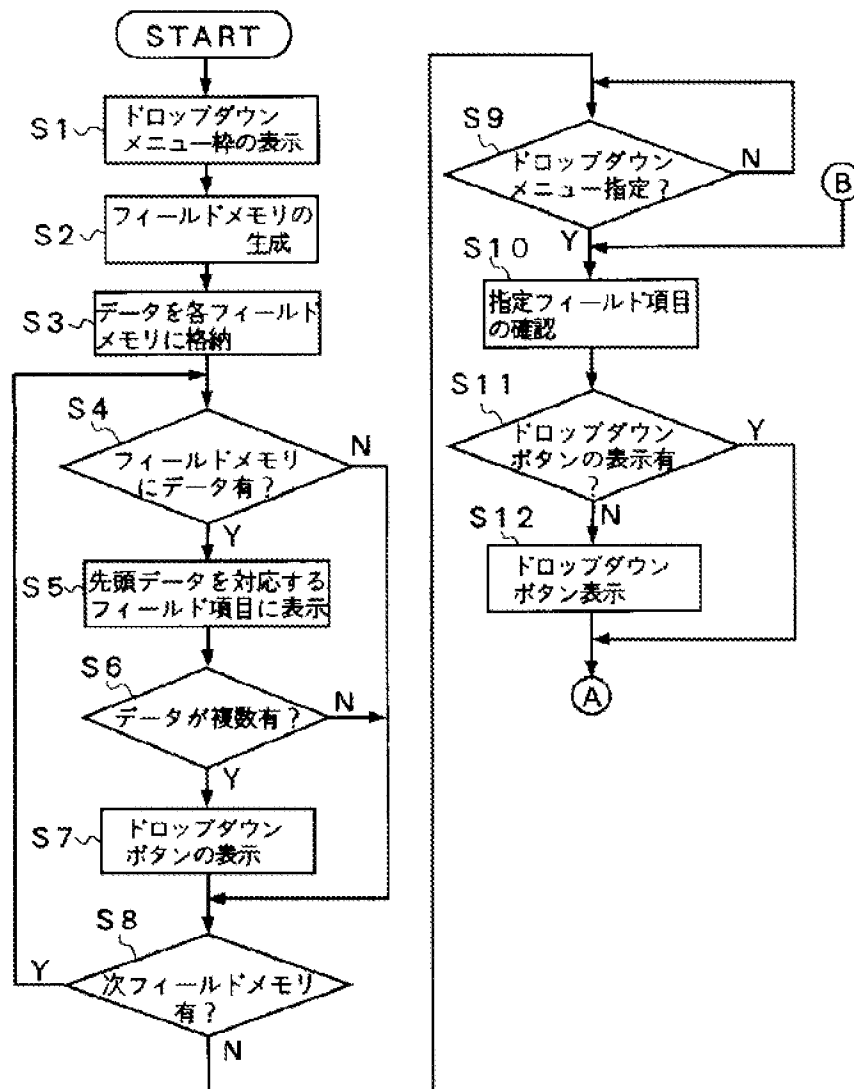 START
S1
ドロップダウン
メニュー枠の表示
S2
フィールドメモリの
生成
S3
データを各フィールド
メモリに格納
S4
フィールドメモリ
にデータ有?
N
Y
S5
先頭データを対応する
フィールド項目に表示
S6
データが複数有?
N
Y
S7
ドロップダウン
ボタンの表示
S8
次フィールドメモリ
有?
Y
N
S9
ドロップダウン
メニュー指定?
N
Y
B
S10
指定フィールド項目
の確認
S11
ドロップダウン
ボタンの表示有
?
Y
N
S12
ドロップダウン
ボタン表示
A